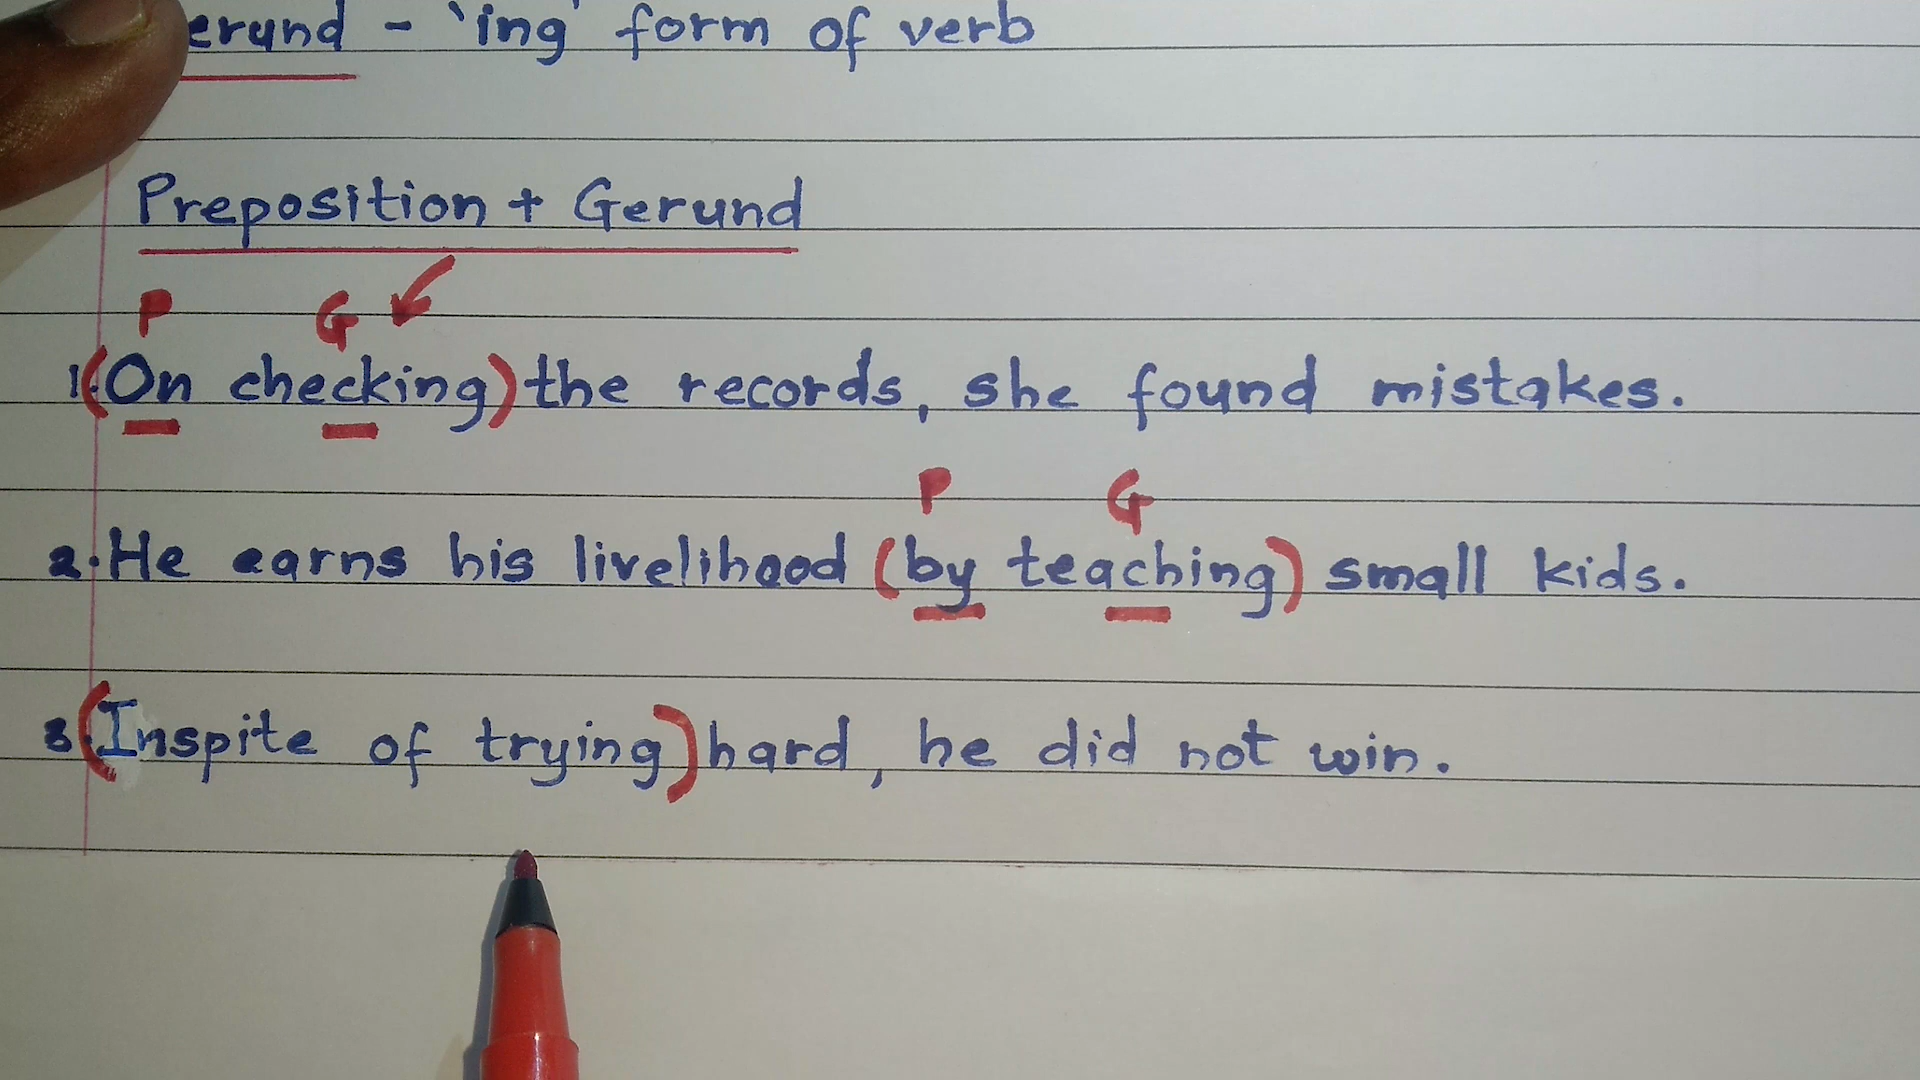 erund - 'ing' form of verb
Preposition + Gerund
P G
1. (On checking) the records, she found mistakes.
P G
2. He earns his livelihood (by teaching) small kids.
3. (Inspite of trying) hard, he did not win.